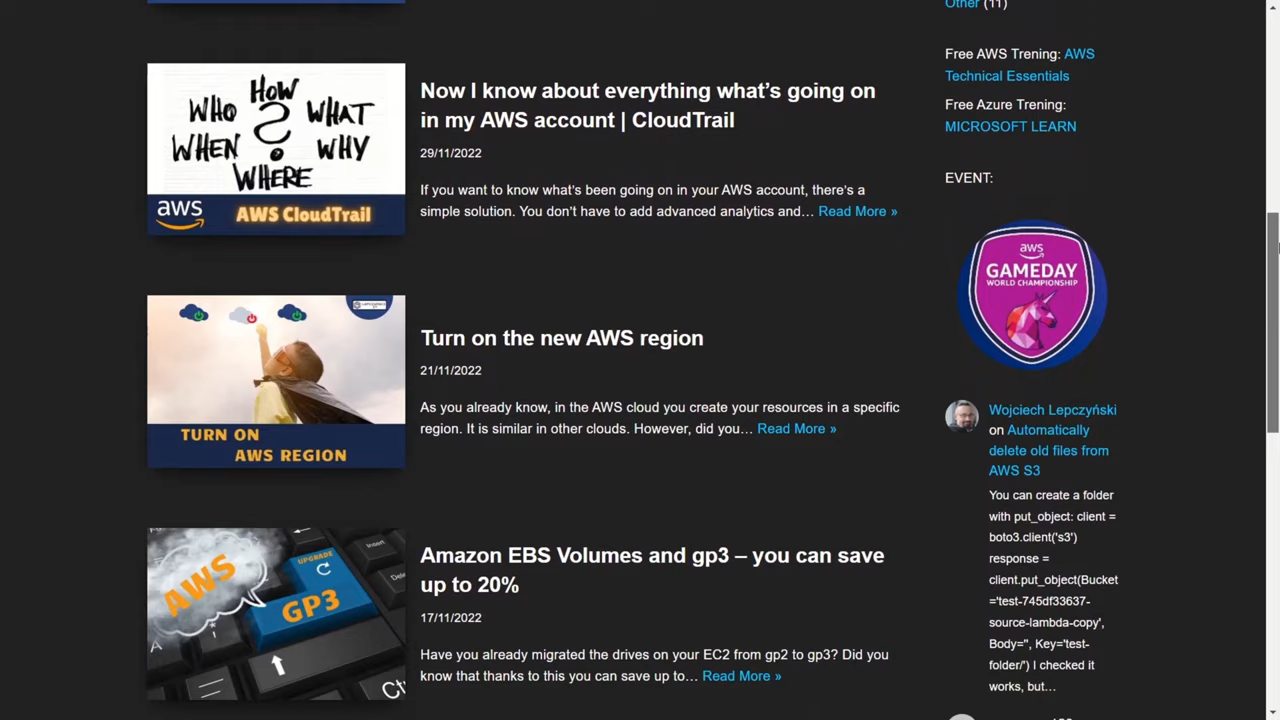 Now I know about everything what's going on
in my AWS account | CloudTrail
29/11/2022
If you want to know what's been going on in your AWS account, there's a
simple solution. You don't have to add advanced analytics and… Read More »
HOW
WHO ? WHAT
WHEN WHY
WHERE
aws AWS CloudTrail
Turn on the new AWS region
21/11/2022
As you already know, in the AWS cloud you create your resources in a specific
region. It is similar in other clouds. However, did you… Read More »
TURN ON
AWS REGION
Amazon EBS Volumes and gp3 – you can save
up to 20%
17/11/2022
Have you already migrated the drives on your EC2 from gp2 to gp3? Did you
know that thanks to this you can save up to… Read More »
AWS
UPGRADE
GP3
Insert
Other (11)
Free AWS Trening: AWS
Technical Essentials
Free Azure Trening:
MICROSOFT LEARN
EVENT:
aws
GAMEDAY
WORLD CHAMPIONSHIP
Wojciech Lepczyński
on Automatically
delete old files from
AWS S3
You can create a folder
with put_object: client =
boto3.client('s3')
response =
client.put_object(Bucket
='test-745df33637-
source-lambda-copy',
Body='', Key='test-
folder/') I checked it
works, but…